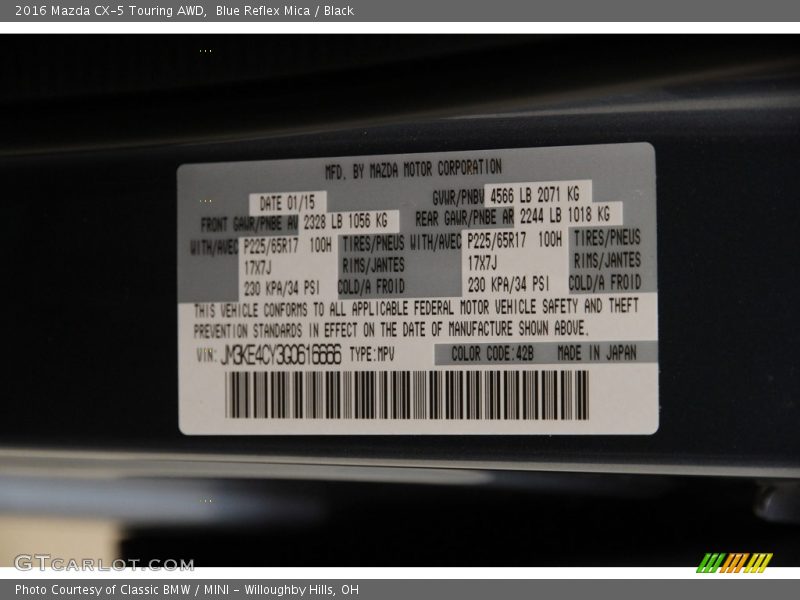 2016 Mazda CX-5 Touring AWD, Blue Reflex Mica / Black
MFD. BY MAZDA MOTOR CORPORATION
DATE 01/15 GVWR/PNBV 4566 LB 2071 KG
FRONT GAWR/PNBE AV 2328 LB 1056 KG REAR GAWR/PNBE AR 2244 LB 1018 KG
WITH/AVEC P225/65R17 100H TIRES/PNEUS WITH/AVEC P225/65R17 100H TIRES/PNEUS
17X7J RIMS/JANTES 17X7J RIMS/JANTES
230 KPA/34 PSI COLD/A FROID 230 KPA/34 PSI COLD/A FROID
THIS VEHICLE CONFORMS TO ALL APPLICABLE FEDERAL MOTOR VEHICLE SAFETY AND THEFT
PREVENTION STANDARDS IN EFFECT ON THE DATE OF MANUFACTURE SHOWN ABOVE.
VIN: JM3KE4CY3G0616666 TYPE:MPV COLOR CODE:42B MADE IN JAPAN
GTCARLOT.COM
Photo Courtesy of Classic BMW / MINI - Willoughby Hills, OH